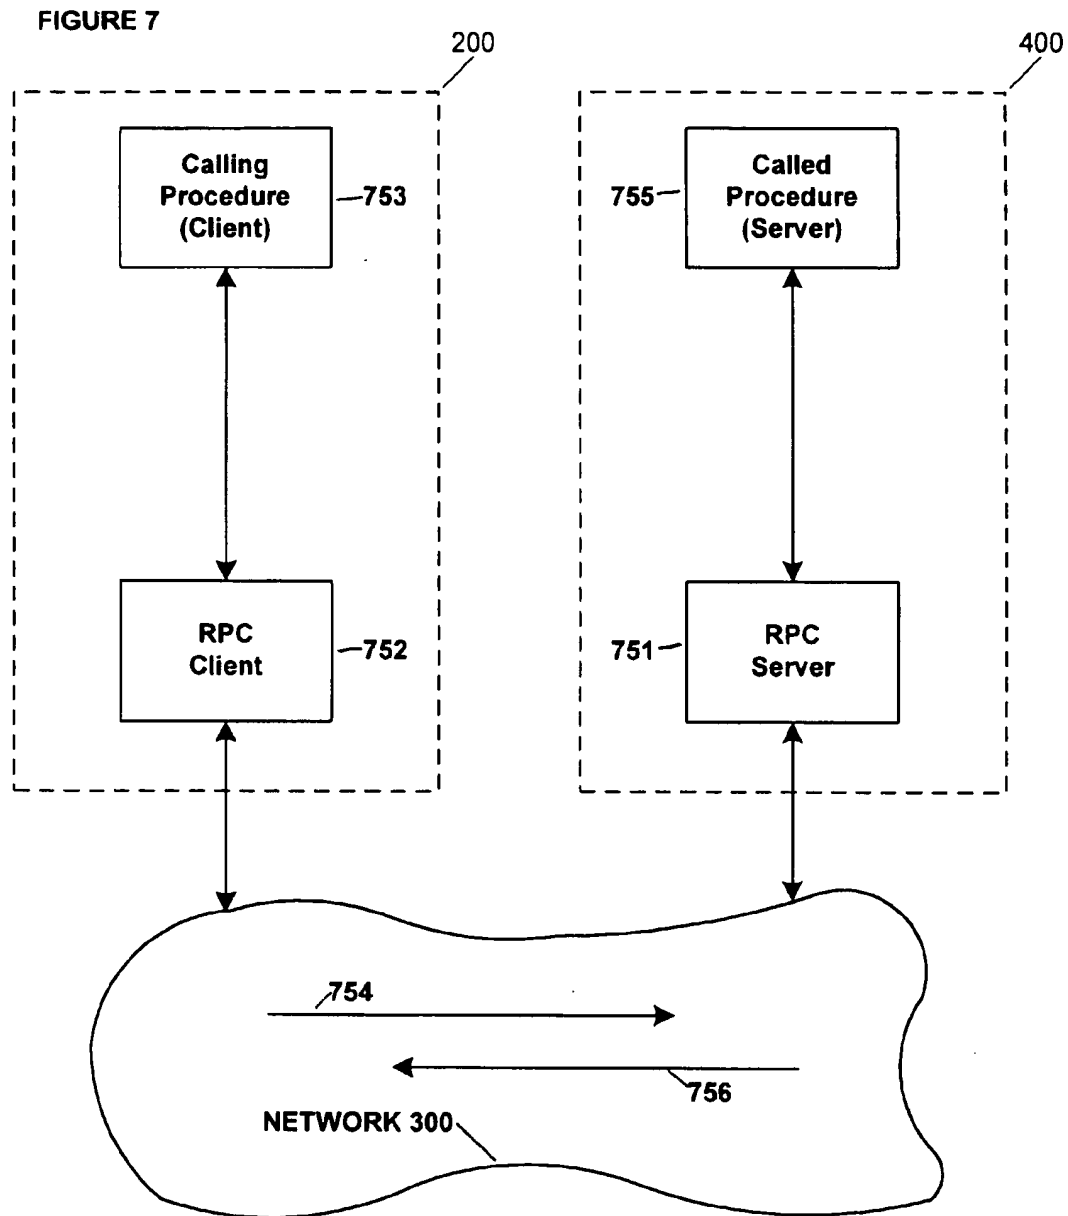 FIGURE 7
200
400
Calling
Procedure
(Client)
753
755
Called
Procedure
(Server)
RPC
Client
752
751
RPC
Server
754
756
NETWORK 300